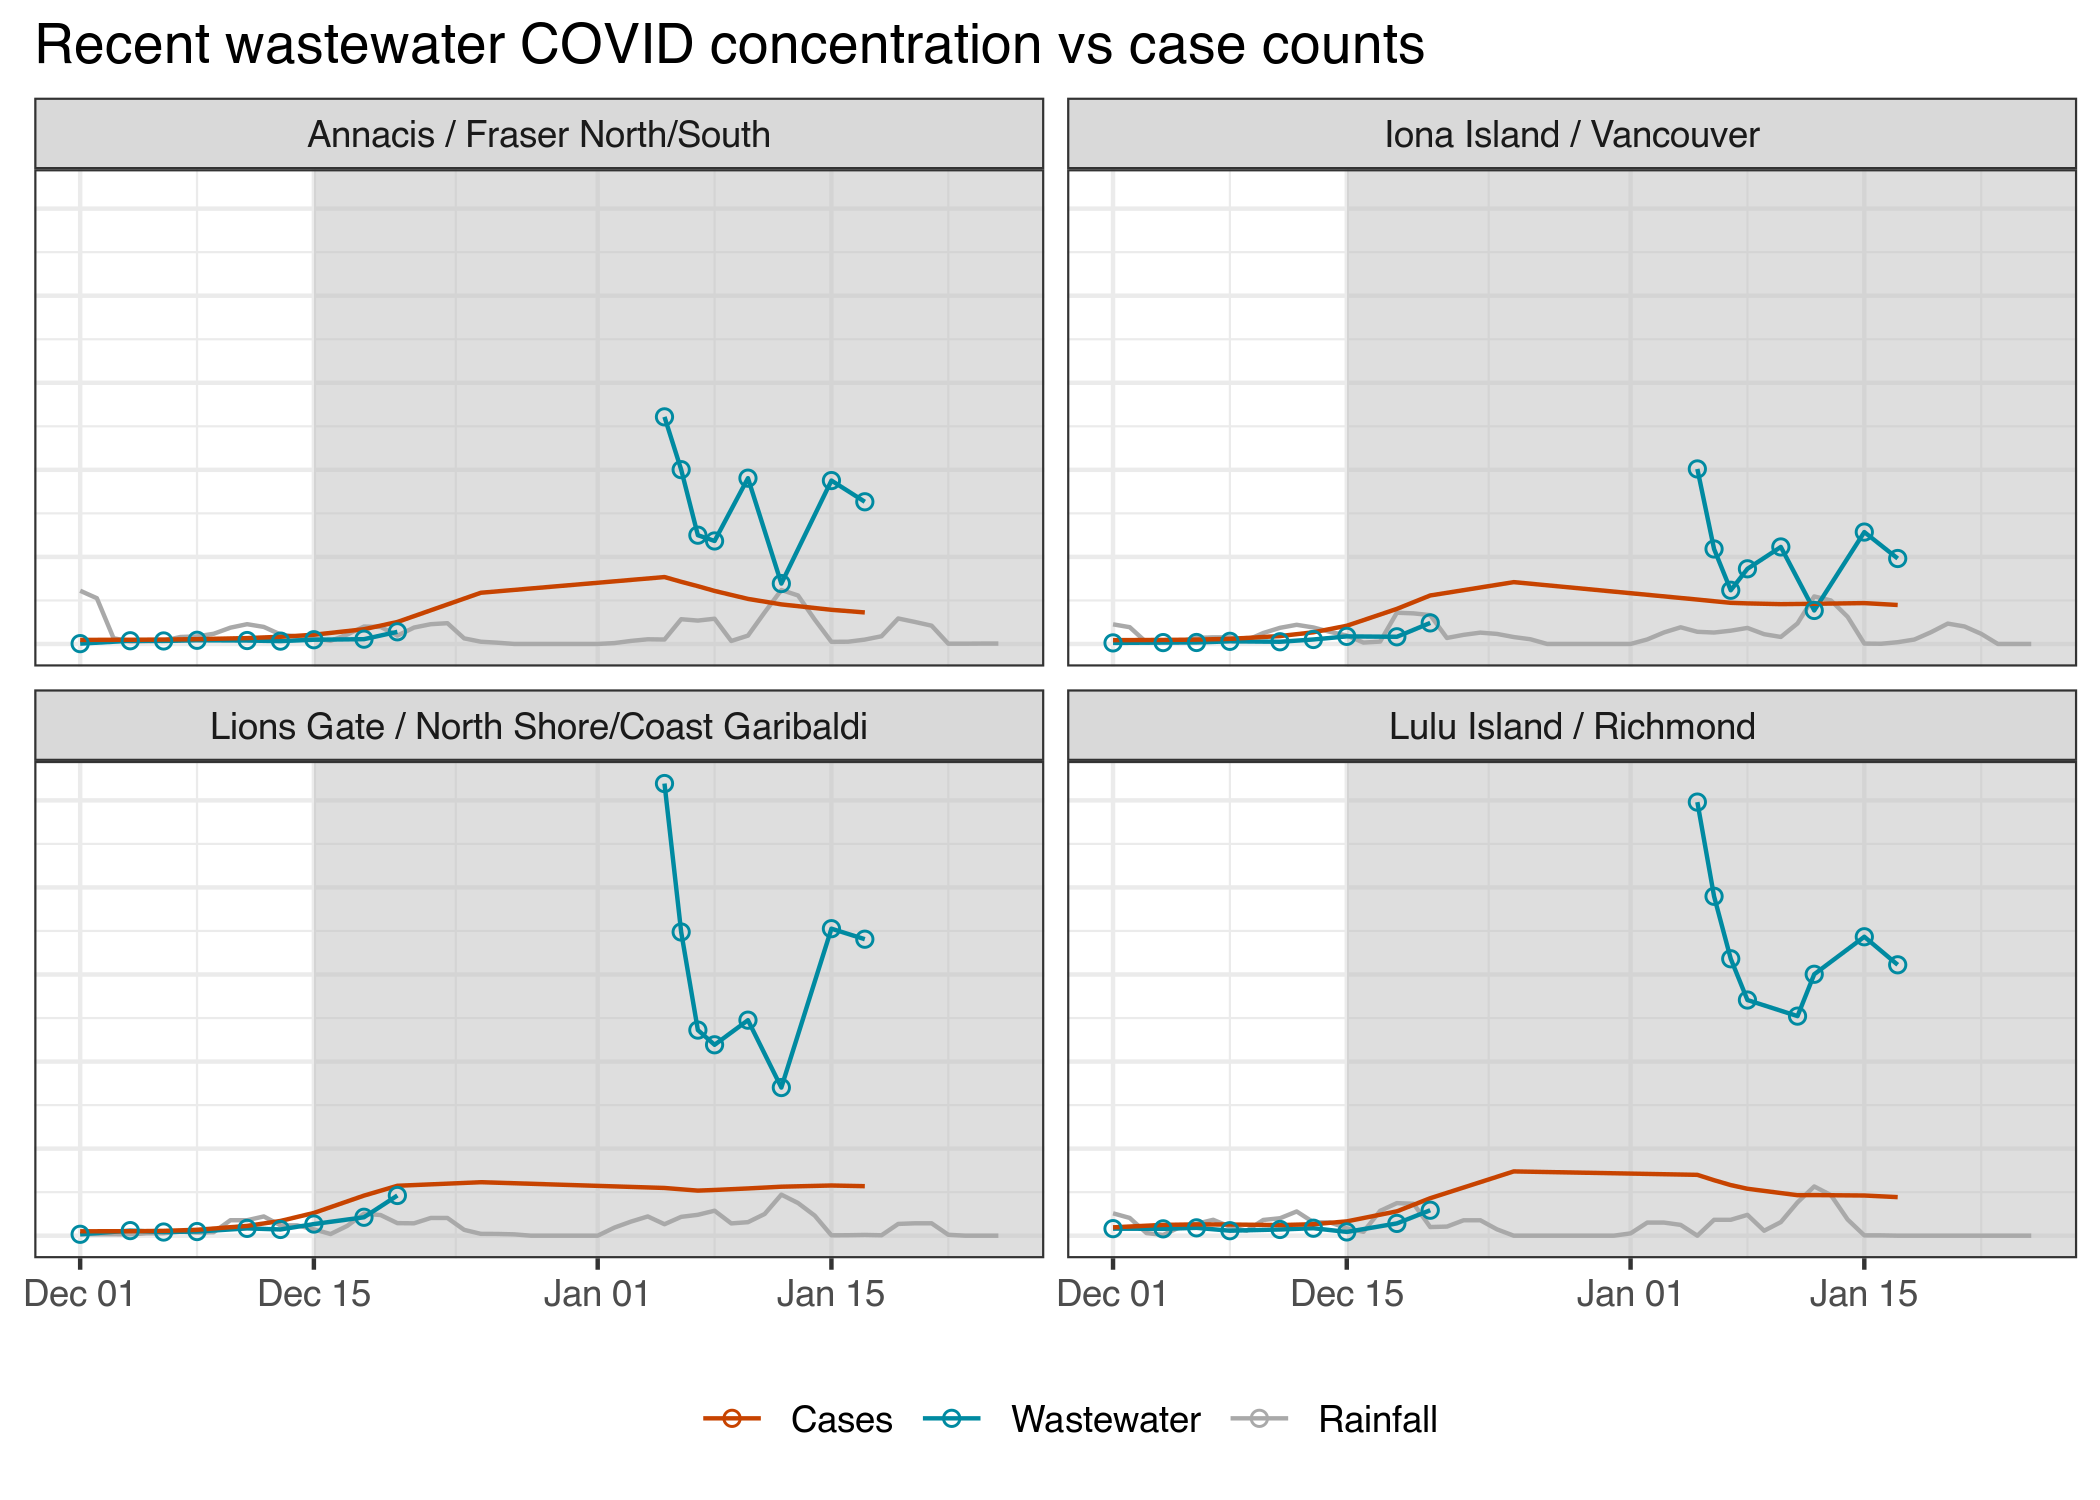 Recent wastewater COVID concentration vs case counts
Annacis / Fraser North/South
Iona Island / Vancouver
Lions Gate / North Shore/Coast Garibaldi
Lulu Island / Richmond
Dec 01 Dec 15 Jan 01 Jan 15 Dec 01 Dec 15 Jan 01 Jan 15
Cases Wastewater Rainfall